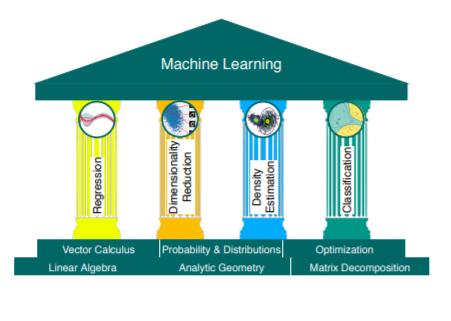 Machine Learning
Regression
Dimensionality
Reduction
Density
Estimation
Classification
Vector Calculus
Probability & Distributions
Optimization
Linear Algebra
Analytic Geometry
Matrix Decomposition